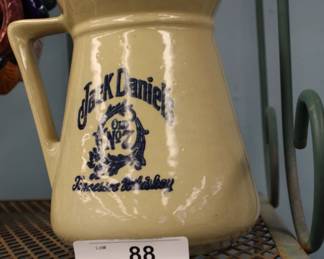 Jack Daniel's
OLD
No 7
Tennessee Whiskey
88